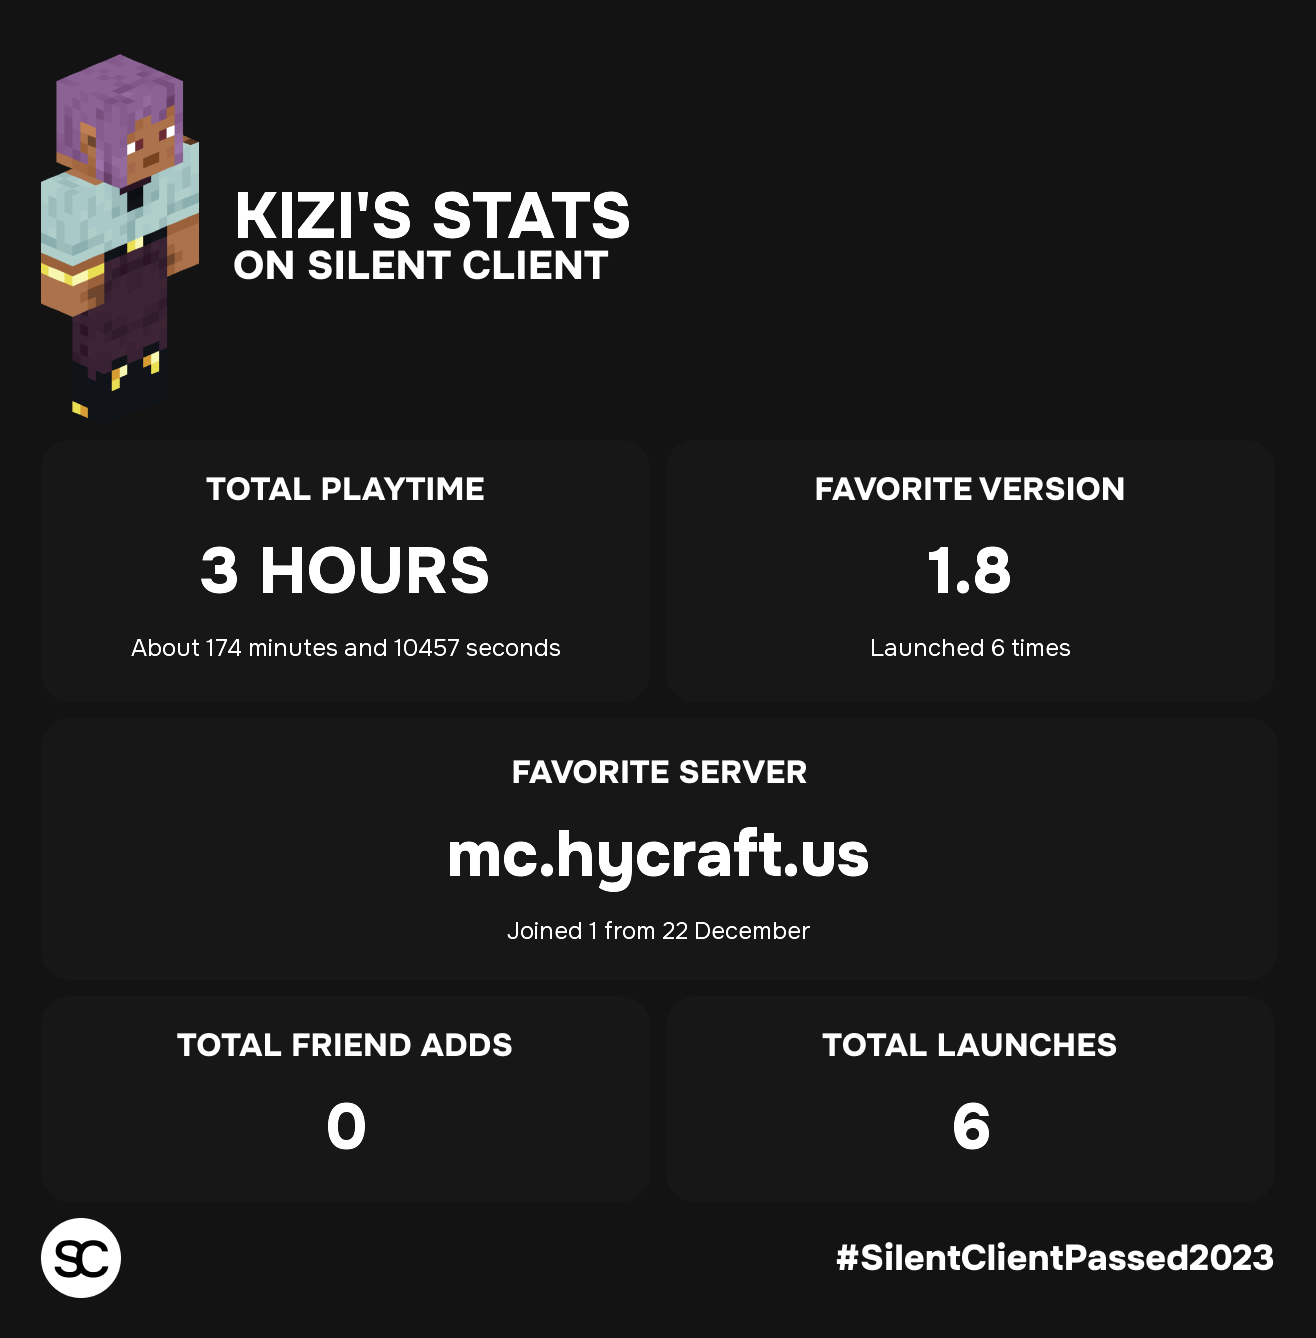 KIZI'S STATS
ON SILENT CLIENT
TOTAL PLAYTIME
3 HOURS
About 174 minutes and 10457 seconds
FAVORITE VERSION
1.8
Launched 6 times
FAVORITE SERVER
mc.hycraft.us
Joined 1 from 22 December
TOTAL FRIEND ADDS
0
TOTAL LAUNCHES
6
SC
#SilentClientPassed2023